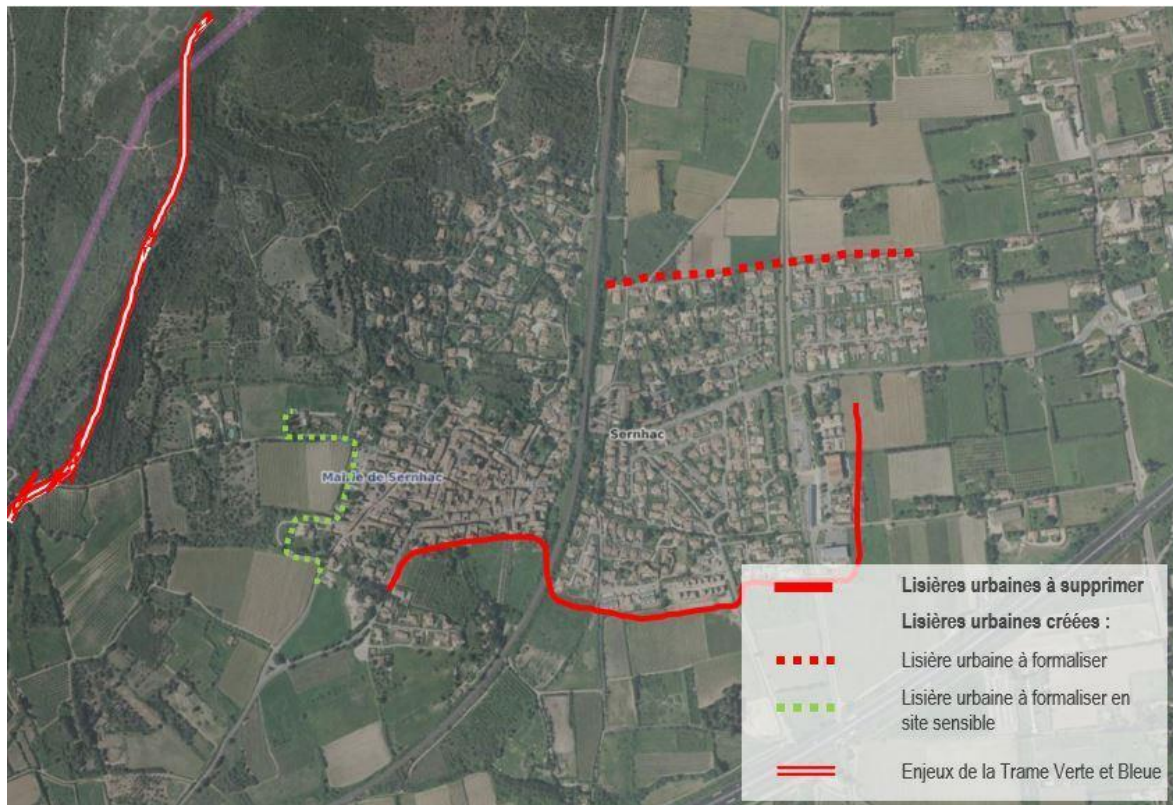 Sernhac
Mairie de Sernhac
Lisières urbaines à supprimer
Lisières urbaines créées :
Lisière urbaine à formaliser
Lisière urbaine à formaliser en
site sensible
Enjeux de la Trame Verte et Bleue